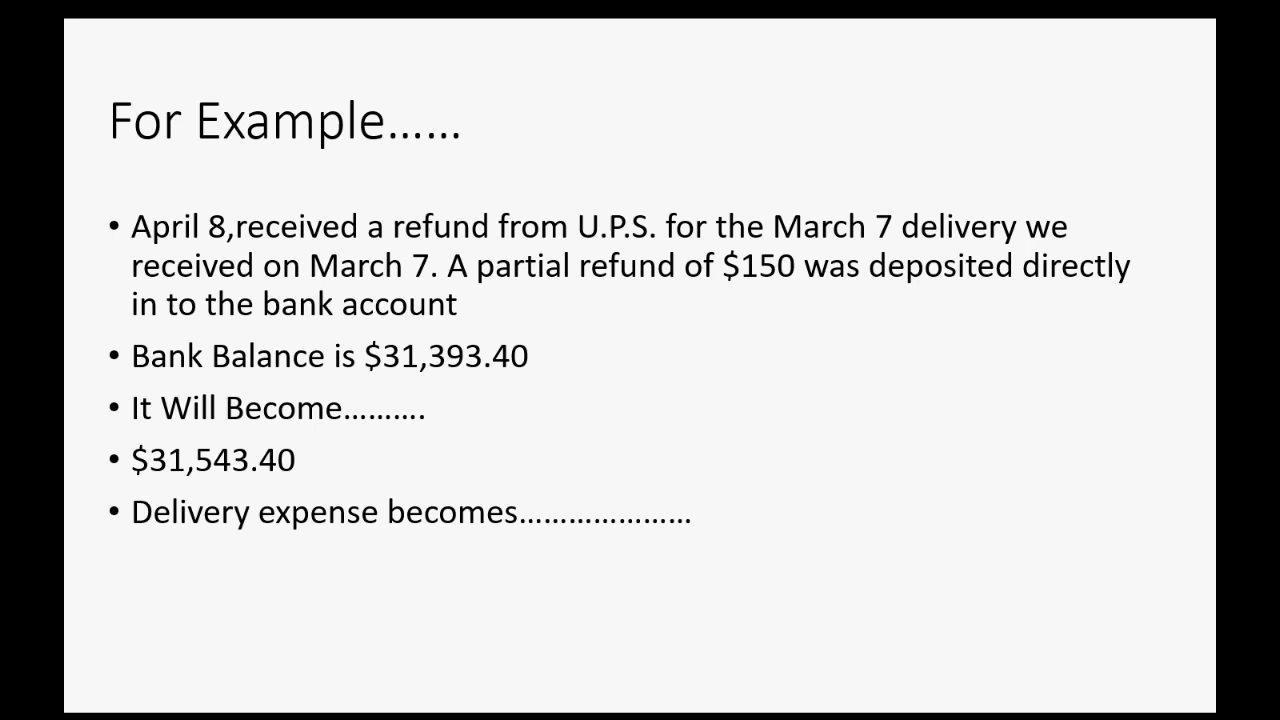 For Example……
• April 8,received a refund from U.P.S. for the March 7 delivery we
received on March 7. A partial refund of $150 was deposited directly
in to the bank account
• Bank Balance is $31,393.40
• It Will Become……….
• $31,543.40
• Delivery expense becomes…………………